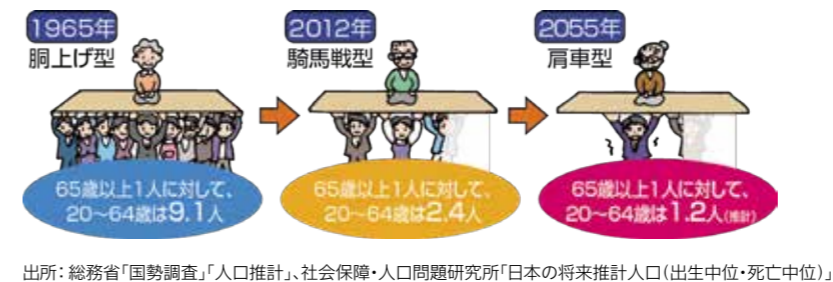 1965年
胴上げ型
65歳以上1人に対して、
20〜64歳は9.1人
2012年
騎馬戦型
65歳以上1人に対して、
20〜64歳は2.4人
2055年
肩車型
65歳以上1人に対して、
20〜64歳は1.2人(推計)
出所：総務省「国勢調査」「人口推計」、社会保障・人口問題研究所「日本の将来推計人口(出生中位・死亡中位)」